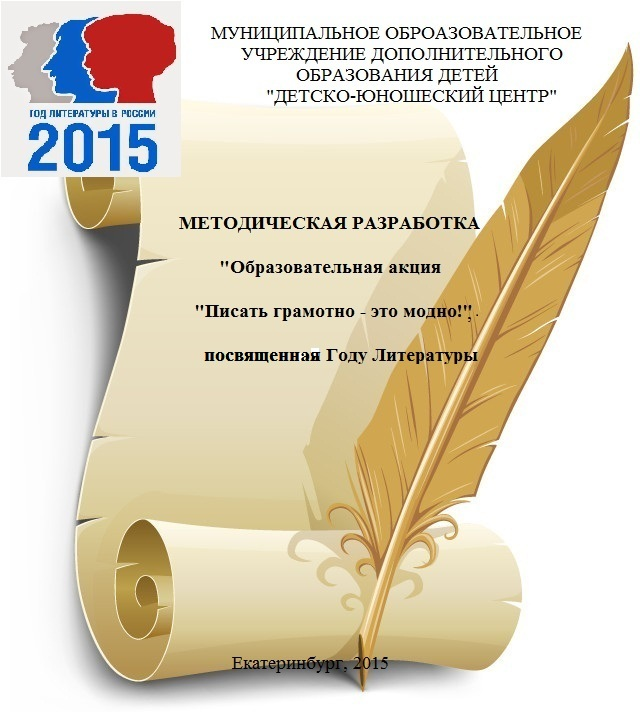 МУНИЦИПАЛЬНОЕ ОБРОАЗОВАТЕЛЬНОЕ
УЧРЕЖДЕНИЕ ДОПОЛНИТЕЛЬНОГО
ОБРАЗОВАНИЯ ДЕТЕЙ
"ДЕТСКО-ЮНОШЕСКИЙ ЦЕНТР"
ГОД ЛИТЕРАТУРЫ В РОССИИ
2015
МЕТОДИЧЕСКАЯ РАЗРАБОТКА
"Образовательная акция
"Писать грамотно - это модно!",
посвященная Году Литературы
Екатеринбург, 2015